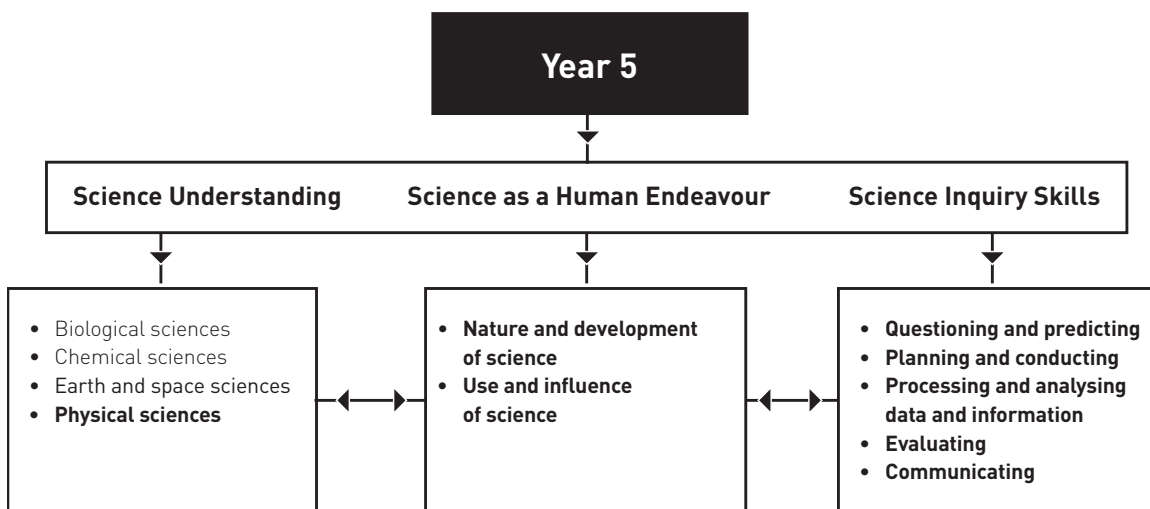 Year 5
Science Understanding
Science as a Human Endeavour
Science Inquiry Skills
• Biological sciences
• Chemical sciences
• Earth and space sciences
• Physical sciences
• Nature and development
of science
• Use and influence
of science
• Questioning and predicting
• Planning and conducting
• Processing and analysing
data and information
• Evaluating
• Communicating